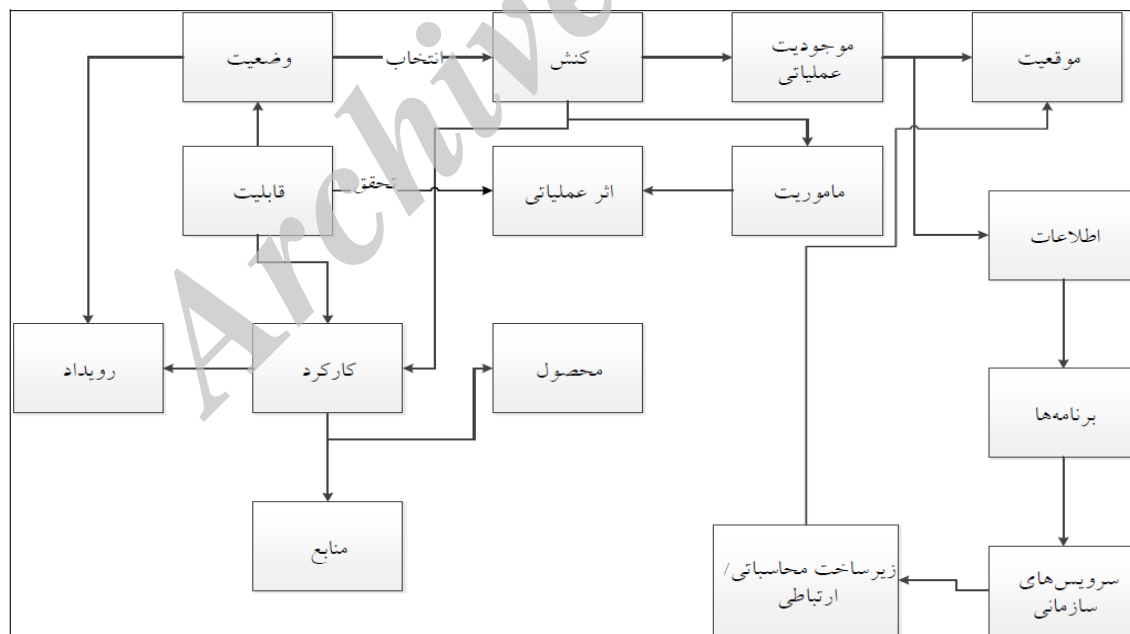 موقعیت
موجودیت
عملیاتی
کنش
انتخاب
وضعیت
ماموریت
اثر عملیاتی
تحقق
قابلیت
اطلاعات
محصول
کارکرد
رویداد
برنامه‌ها
منابع
سرویس‌های
سازمانی
زیرساخت محاسباتی/
ارتباطی
Archive